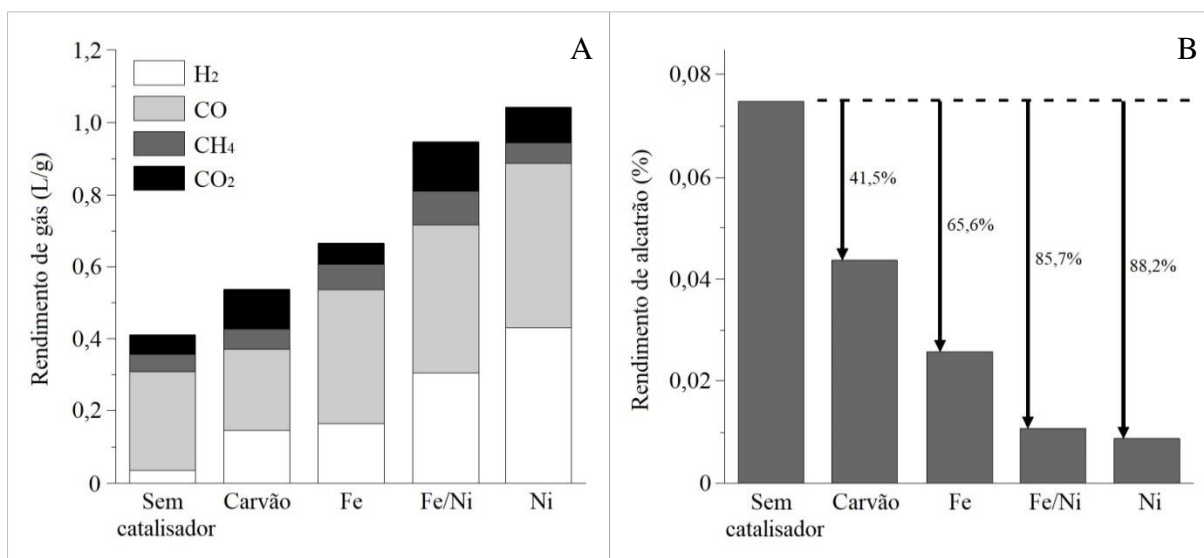 A
Rendimento de gás (L/g)
1,2
1,0
0,8
0,6
0,4
0,2
0
H2
CO
CH4
CO2
Sem catalisador
Carvão
Fe
Fe/Ni
Ni
B
Rendimento de alcatrão (%)
0,08
0,06
0,04
0,02
0
41,5%
65,6%
85,7%
88,2%
Sem catalisador
Carvão
Fe
Fe/Ni
Ni